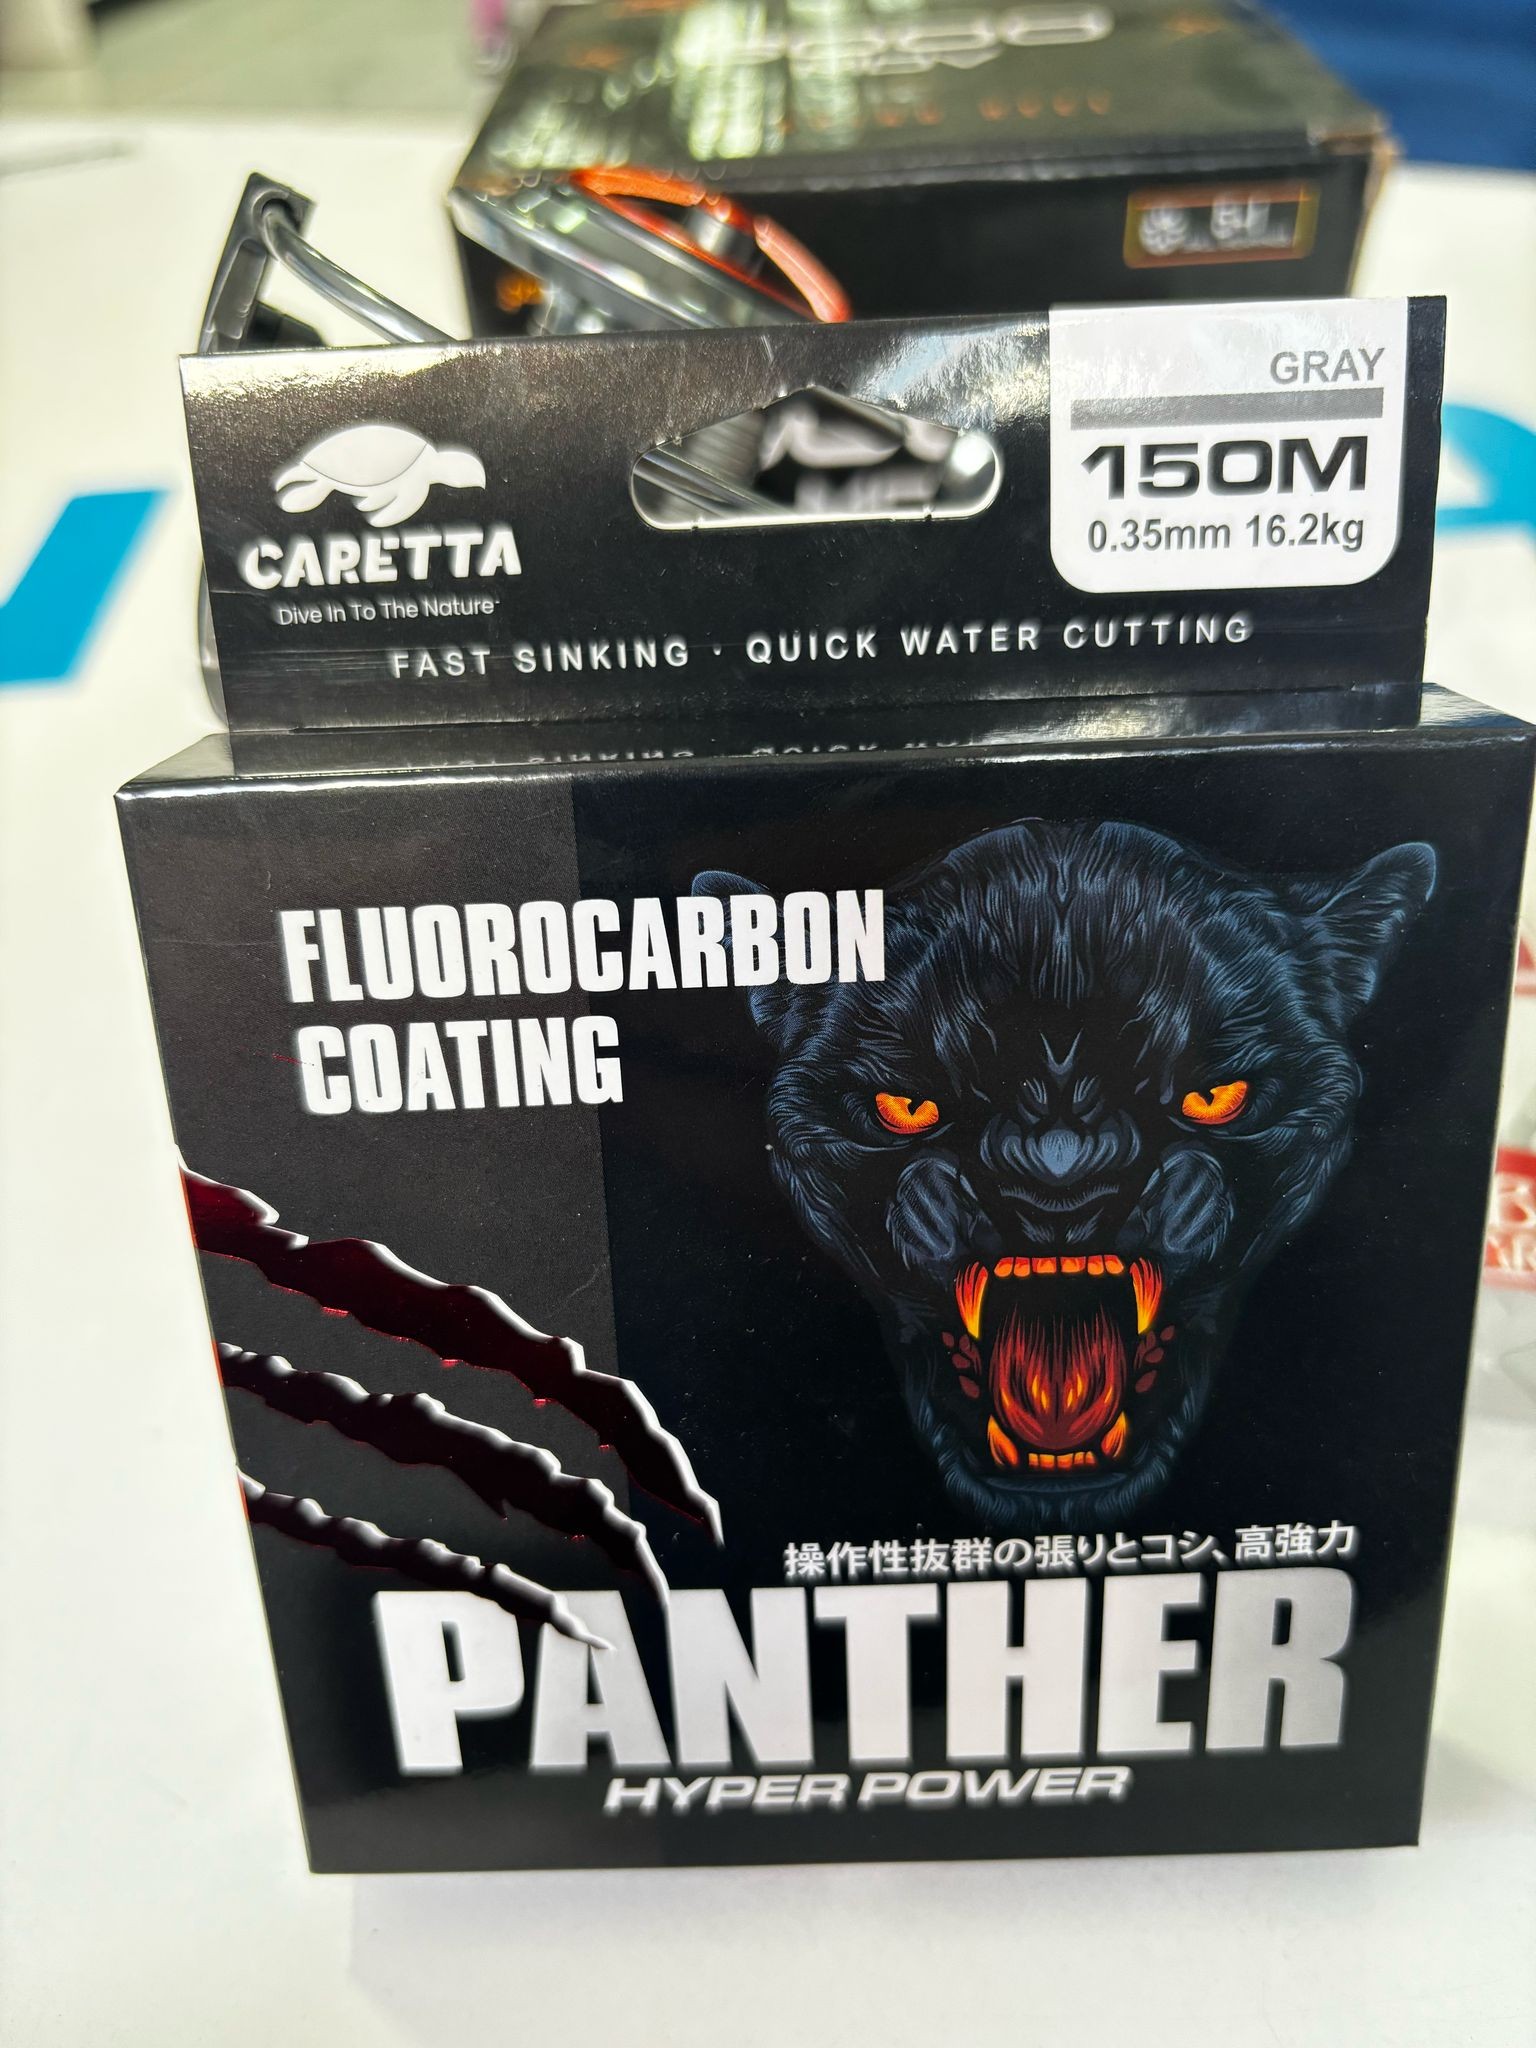 GRAY
150M
0.35mm 16.2kg
CARETTA
Dive In To The Nature
FAST SINKING · QUICK WATER CUTTING
FLUOROCARBON
COATING
操作性抜群の張りとコシ、高強力
PANTHER
HYPER POWER